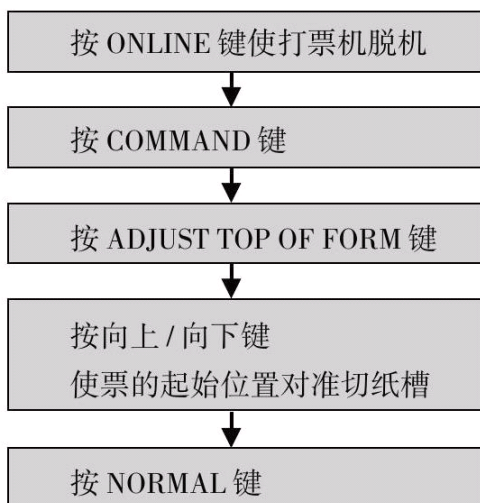 按 ONLINE 键使打票机脱机
按 COMMAND 键
按 ADJUST TOP OF FORM 键
按向上 / 向下键
使票的起始位置对准切纸槽
按 NORMAL 键